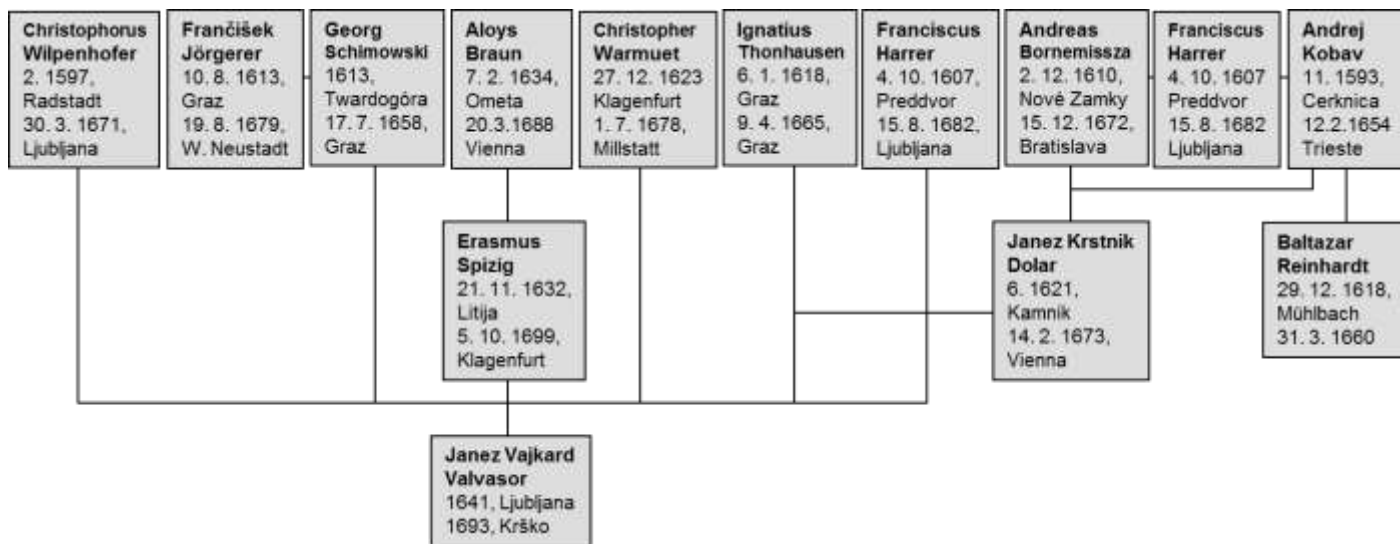 Christophorus
Wilpenhofer
2. 1597,
Radstadt
30. 3. 1671,
Ljubljana
Frančišek
Jörgerer
10. 8. 1613,
Graz
19. 8. 1679,
W. Neustadt
Georg
Schimowski
1613,
Twardogóra
17. 7. 1658,
Graz
Aloys
Braun
7. 2. 1634,
Ometa
20.3.1688
Vienna
Christopher
Warmuet
27. 12. 1623
Klagenfurt
1. 7. 1678,
Millstatt
Ignatius
Thonhausen
6. 1. 1618,
Graz
9. 4. 1665,
Graz
Franciscus
Harrer
4. 10. 1607,
Preddvor
15. 8. 1682,
Ljubljana
Andreas
Bornemissza
2. 12. 1610,
Nové Zamky
15. 12. 1672,
Bratislava
Franciscus
Harrer
4. 10. 1607
Preddvor
15. 8. 1682
Ljubljana
Andrej
Kobav
11. 1593,
Cerknica
12.2.1654
Trieste
Erasmus
Spizig
21. 11. 1632,
Litija
5. 10. 1699,
Klagenfurt
Janez Krstnik
Dolar
6. 1621,
Kamnik
14. 2. 1673,
Vienna
Baltazar
Reinhardt
29. 12. 1618,
Mühlbach
31. 3. 1660
Janez Vajkard
Valvasor
1641, Ljubljana
1693, Krško